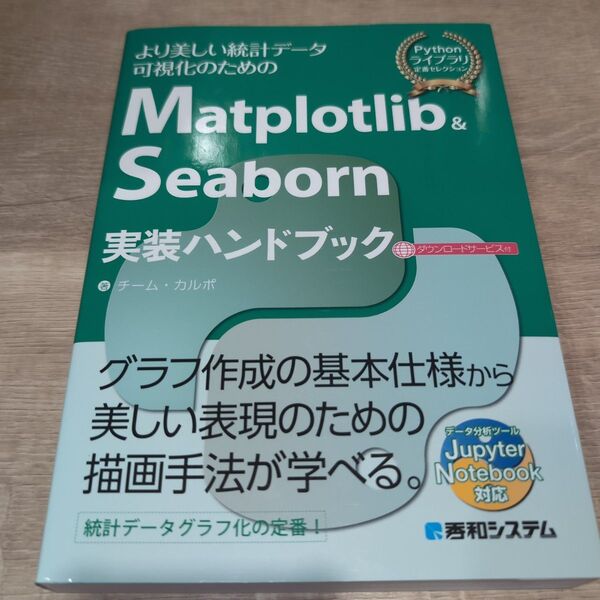 より美しい統計データ
可視化のための
Python
ライブラリ
定番セレクション
Matplotlib &
Seaborn
実装ハンドブック
ダウンロードサービス付
著 チーム・カルポ
グラフ作成の基本仕様から
美しい表現のための
描画手法が学べる。
データ分析ツール
Jupyter
Notebook
対応
統計データグラフ化の定番！
秀和システム